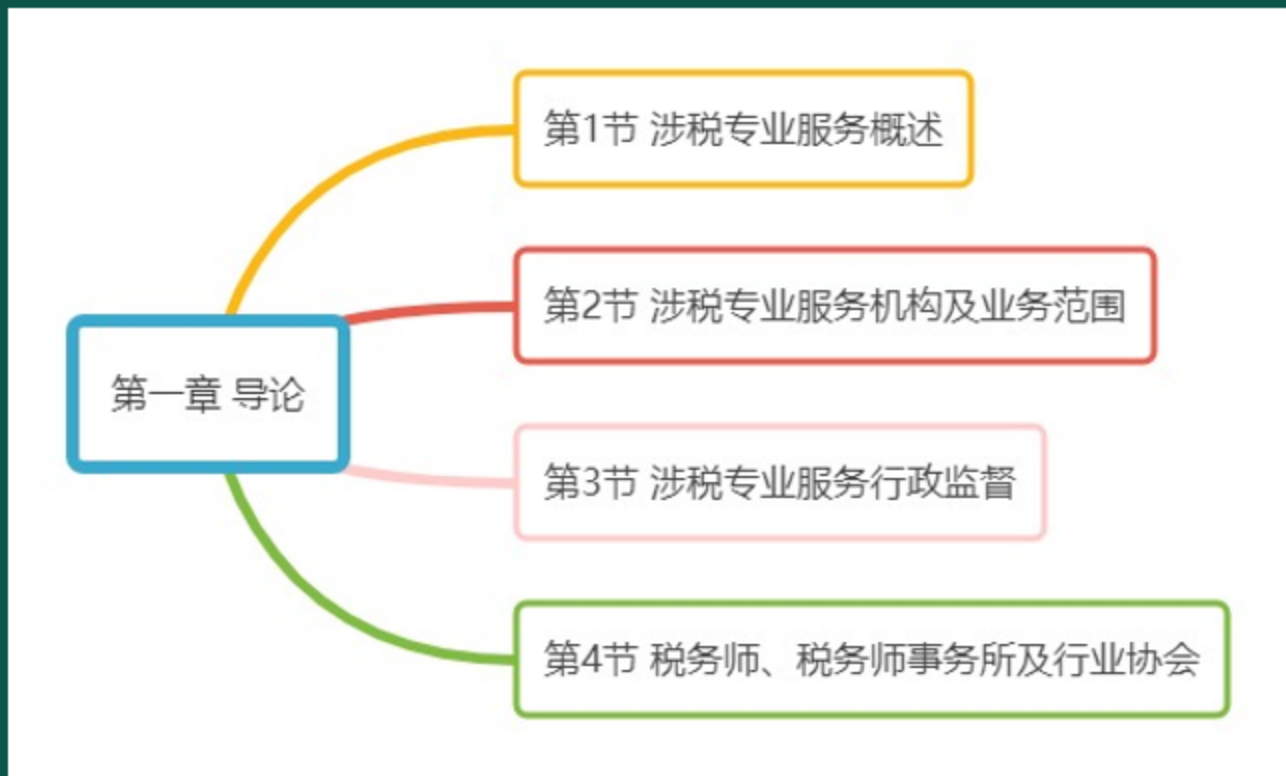 第1节 涉税专业服务概述
第2节 涉税专业服务机构及业务范围
第一章 导论
第3节 涉税专业服务行政监督
第4节 税务师、税务师事务所及行业协会